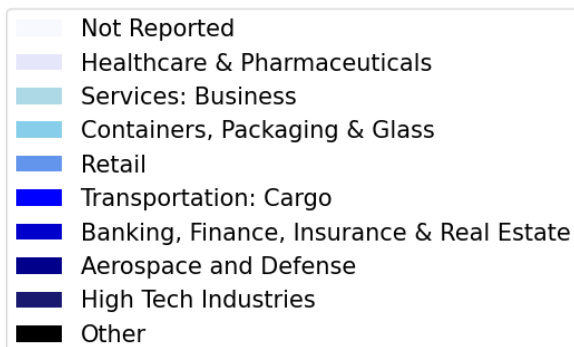 Not Reported
Healthcare & Pharmaceuticals
Services: Business
Containers, Packaging & Glass
Retail
Transportation: Cargo
Banking, Finance, Insurance & Real Estate
Aerospace and Defense
High Tech Industries
Other